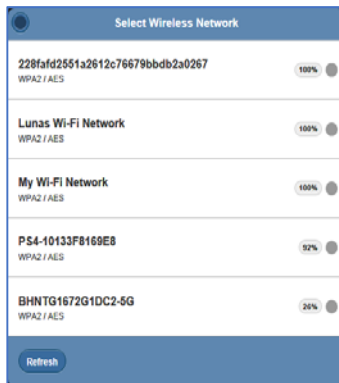 Select Wireless Network
228fafd2551a2612c76679bbdb2a0267
WPA2 / AES
100%
Lunas Wi-Fi Network
WPA2 / AES
100%
My Wi-Fi Network
WPA2 / AES
100%
PS4-10133F8169E8
WPA2 / AES
92%
BHNTG1672G1DC2-5G
WPA2 / AES
26%
Refresh